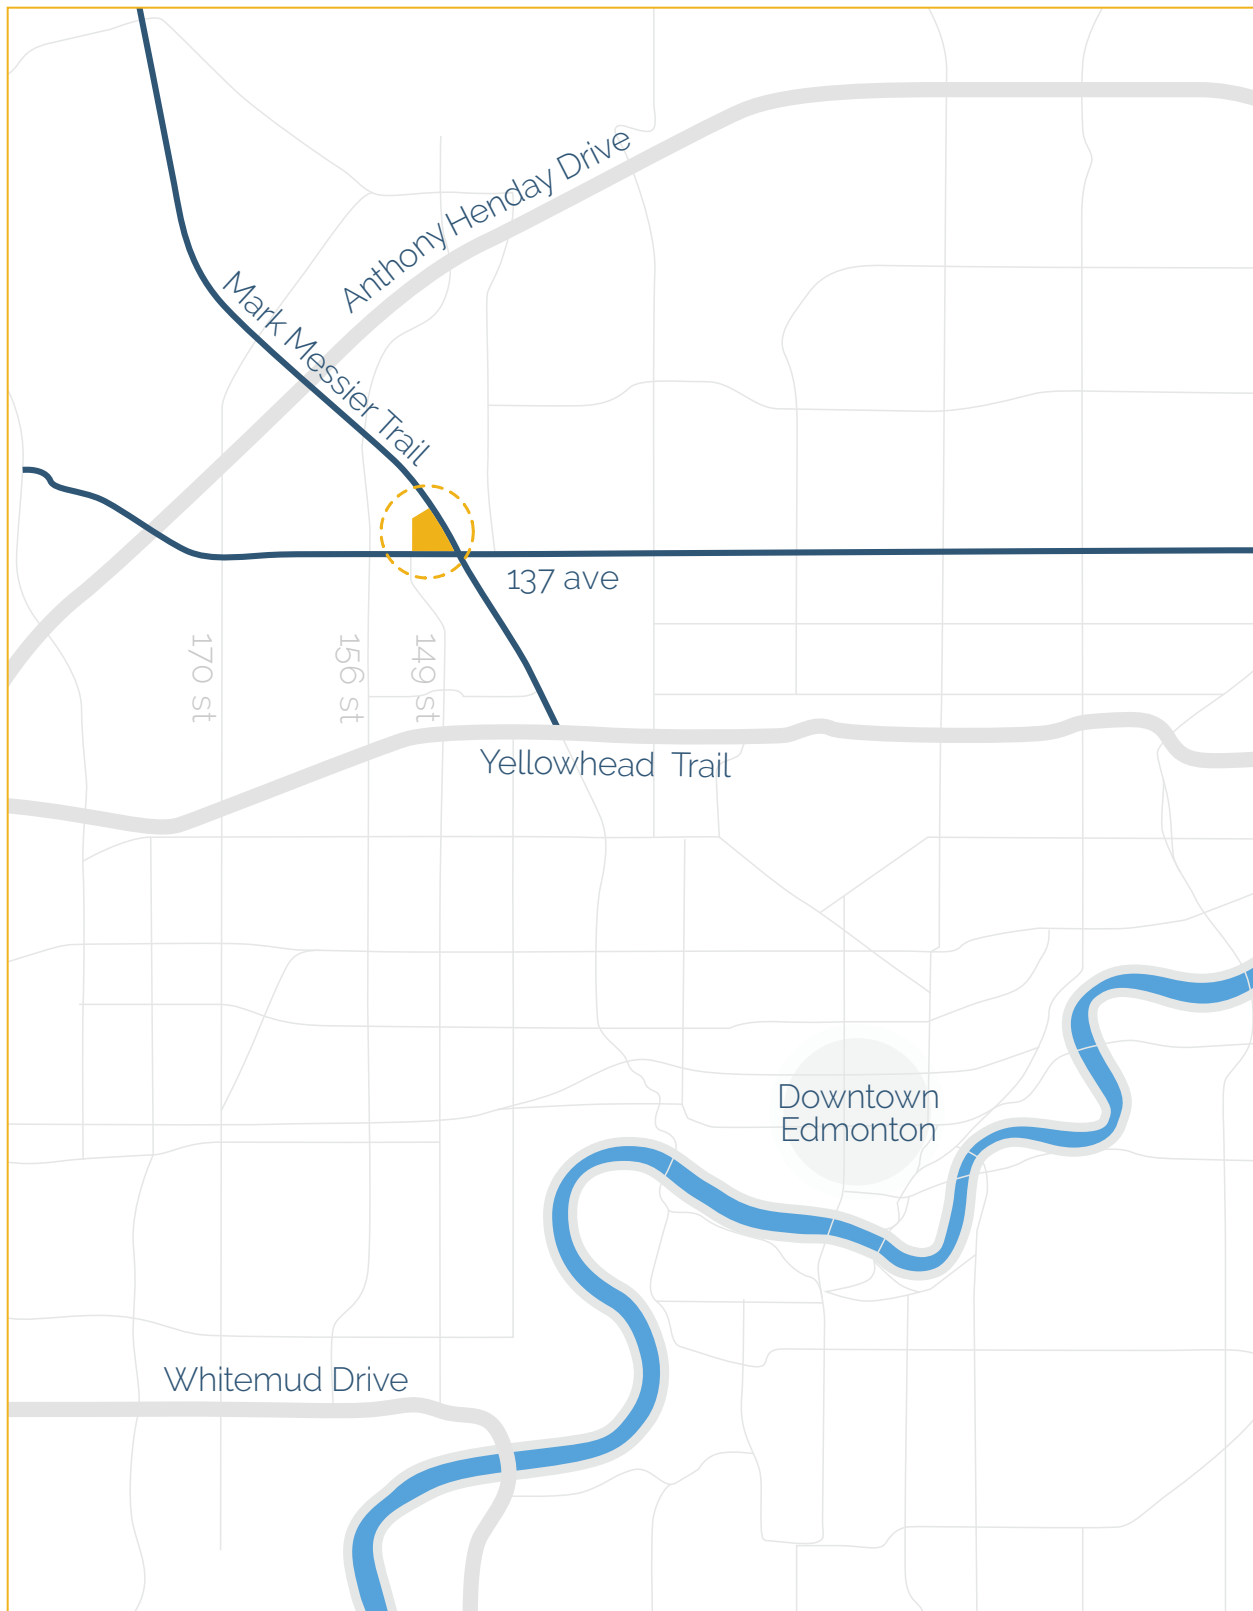 Anthony Henday Drive
Mark Messier Trail
137 ave
170 st
156 st
149 st
Yellowhead Trail
Downtown
Edmonton
Whitemud Drive